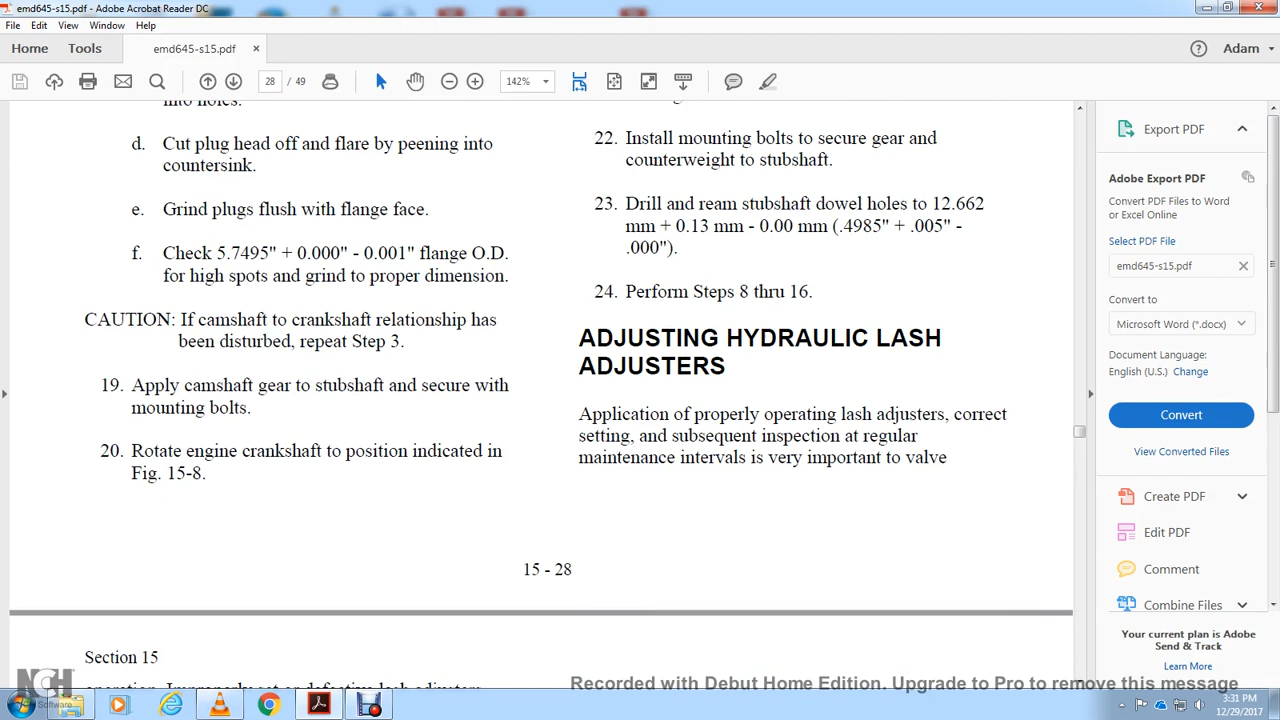 emd645-s15.pdf - Adobe Acrobat Reader DC
File Edit View Window Help
Home Tools emd645-s15.pdf × Adam
28 / 49 142%
into holes.
d. Cut plug head off and flare by peening into
countersink.
e. Grind plugs flush with flange face.
f. Check 5.7495" + 0.000" - 0.001" flange O.D.
for high spots and grind to proper dimension.
CAUTION: If camshaft to crankshaft relationship has
been disturbed, repeat Step 3.
19. Apply camshaft gear to stubshaft and secure with
mounting bolts.
20. Rotate engine crankshaft to position indicated in
Fig. 15-8.
22. Install mounting bolts to secure gear and
counterweight to stubshaft.
23. Drill and ream stubshaft dowel holes to 12.662
mm + 0.13 mm - 0.00 mm (.4985" + .005" -
.000").
24. Perform Steps 8 thru 16.
ADJUSTING HYDRAULIC LASH
ADJUSTERS
Application of properly operating lash adjusters, correct
setting, and subsequent inspection at regular
maintenance intervals is very important to valve
15 - 28
Section 15
Export PDF
Adobe Export PDF
Convert PDF Files to Word
or Excel Online
Select PDF File
emd645-s15.pdf
Convert to
Microsoft Word (*.docx)
Document Language:
English (U.S.) Change
Convert
View Converted Files
Create PDF
Edit PDF
Comment
Combine Files
Your current plan is Adobe
Send & Track
Learn More
NCH
Software
Recorded with Debut Home Edition. Upgrade to Pro to remove this message
3:31 PM
12/29/2017